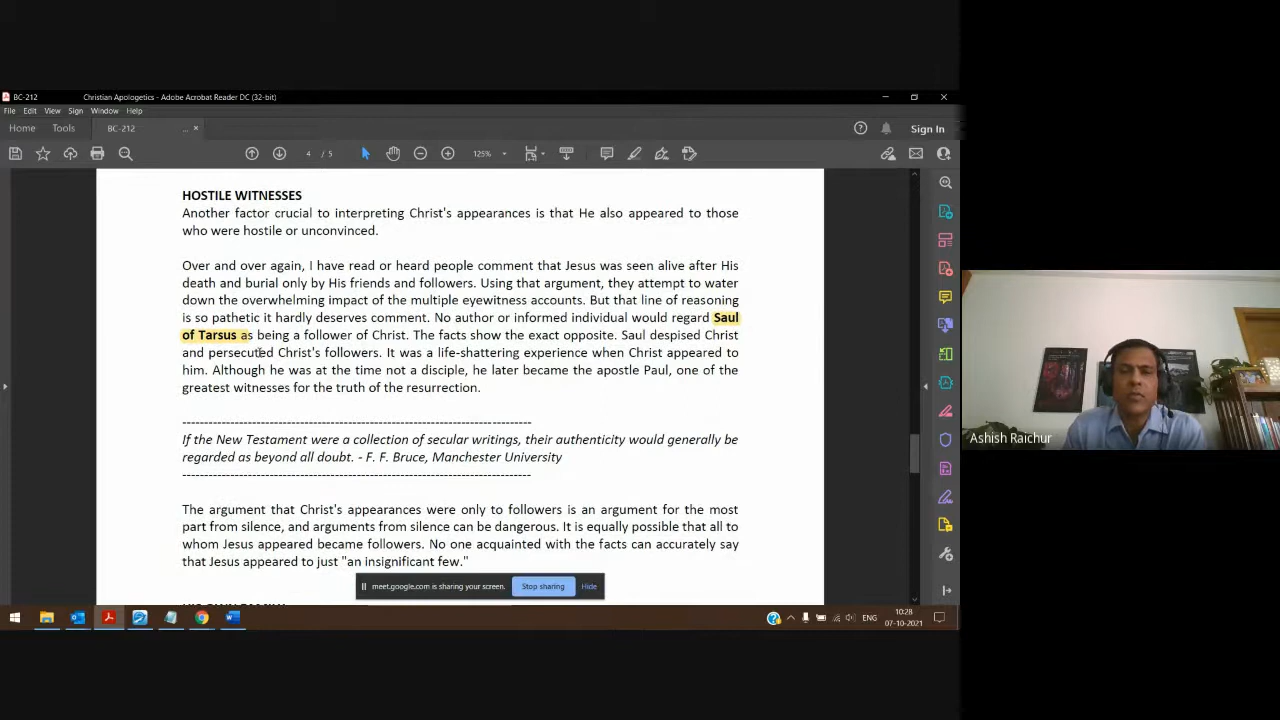 BC-212 Christian Apologetics - Adobe Acrobat Reader DC (32-bit)
File Edit View Sign Window Help
Home Tools BC-212 ... × Sign In
4 / 5 125%
HOSTILE WITNESSES
Another factor crucial to interpreting Christ's appearances is that He also appeared to those
who were hostile or unconvinced.
Over and over again, I have read or heard people comment that Jesus was seen alive after His
death and burial only by His friends and followers. Using that argument, they attempt to water
down the overwhelming impact of the multiple eyewitness accounts. But that line of reasoning
is so pathetic it hardly deserves comment. No author or informed individual would regard Saul
of Tarsus as being a follower of Christ. The facts show the exact opposite. Saul despised Christ
and persecuted Christ's followers. It was a life-shattering experience when Christ appeared to
him. Although he was at the time not a disciple, he later became the apostle Paul, one of the
greatest witnesses for the truth of the resurrection.
------------------------------------------------------------------
If the New Testament were a collection of secular writings, their authenticity would generally be
regarded as beyond all doubt. - F. F. Bruce, Manchester University
------------------------------------------------------------------
The argument that Christ's appearances were only to followers is an argument for the most
part from silence, and arguments from silence can be dangerous. It is equally possible that all to
whom Jesus appeared became followers. No one acquainted with the facts can accurately say
that Jesus appeared to just "an insignificant few."
meet.google.com is sharing your screen. Stop sharing Hide
ENG 10:28
07-10-2021
Ashish Raichur